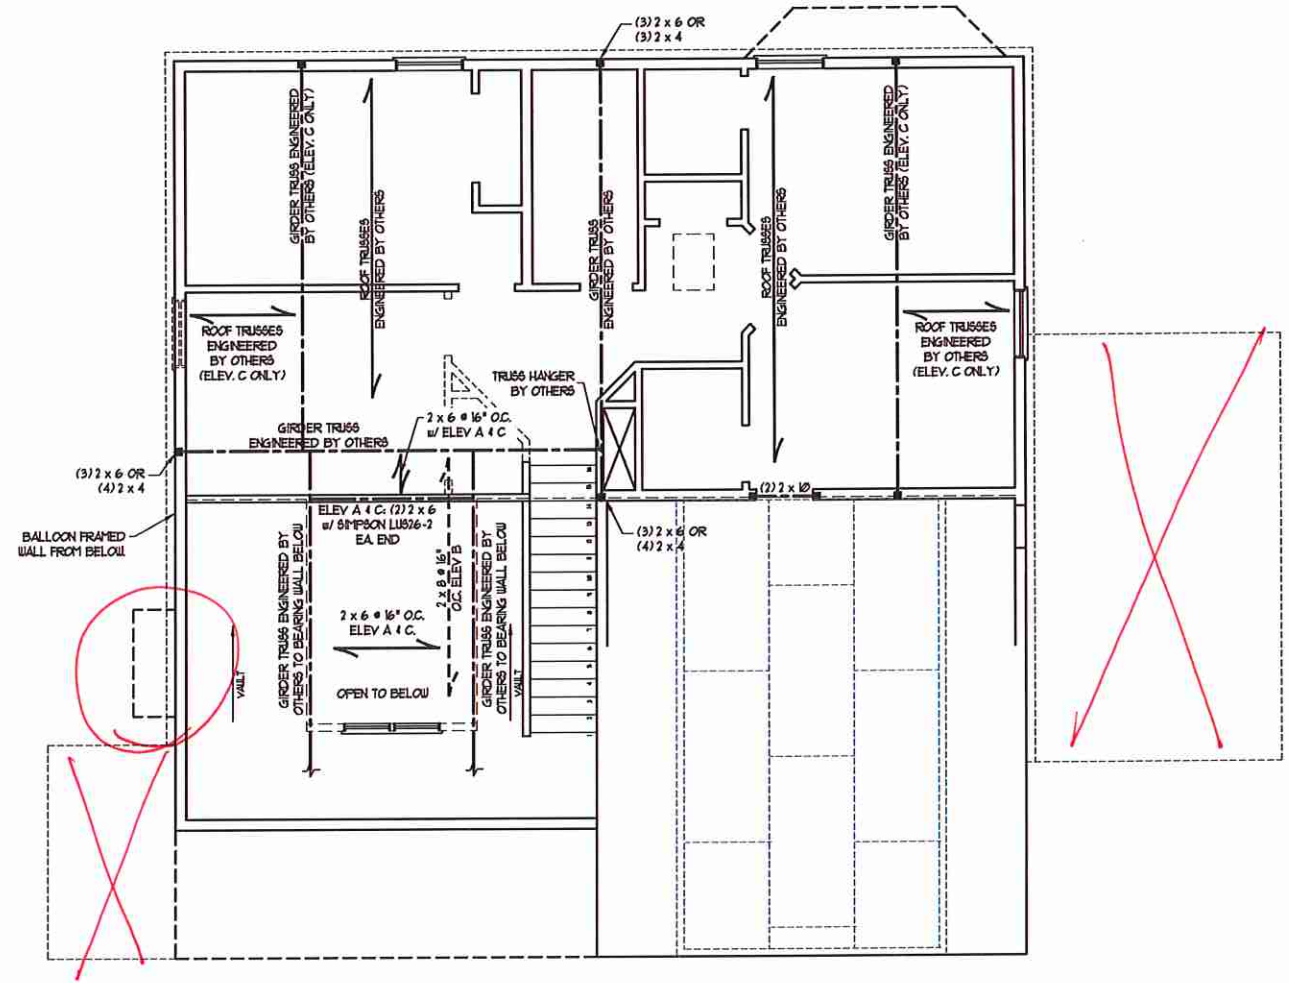 (3) 2 x 6 OR
(3) 2 x 4
GIRDER TRUSS ENGINEERED
BY OTHERS (ELEV. C ONLY)
ROOF TRUSSES
ENGINEERED BY OTHERS
GIRDER TRUSS
ENGINEERED BY OTHERS
ROOF TRUSSES
ENGINEERED BY OTHERS
GIRDER TRUSS ENGINEERED
BY OTHERS (ELEV. C ONLY)
ROOF TRUSSES
ENGINEERED
BY OTHERS
(ELEV. C ONLY)
ROOF TRUSSES
ENGINEERED
BY OTHERS
(ELEV. C ONLY)
TRUSS HANGER
BY OTHERS
2 x 6 @ 16" O.C.
w/ ELEV A & C
GIRDER TRUSS
ENGINEERED BY OTHERS
(3) 2 x 6 OR
(4) 2 x 4
(2) 2 x 10
BALLOON FRAMED
WALL FROM BELOW
ELEV A & C: (2) 2 x 6
w/ SIMPSON LUS26-2
EA. END
(3) 2 x 6 OR
(4) 2 x 4
GIRDER TRUSS ENGINEERED BY
OTHERS TO BEARING WALL BELOW
2 x 8 @ 16"
O.C. ELEV B
GIRDER TRUSS ENGINEERED BY
OTHERS TO BEARING WALL BELOW
2 x 6 @ 16" O.C.
ELEV A & C.
VAULT
VAULT
OPEN TO BELOW